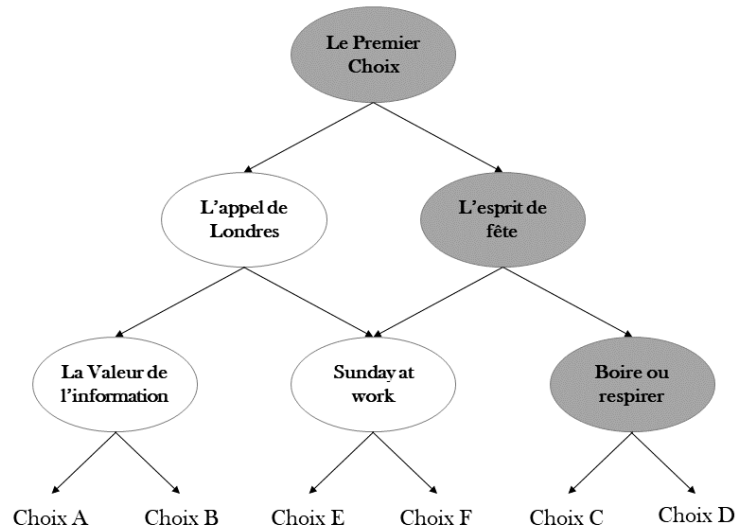 Le Premier
Choix
L'appel de
Londres
L'esprit de
fête
La Valeur de
l'information
Sunday at
work
Boire ou
respirer
Choix A
Choix B
Choix E
Choix F
Choix C
Choix D